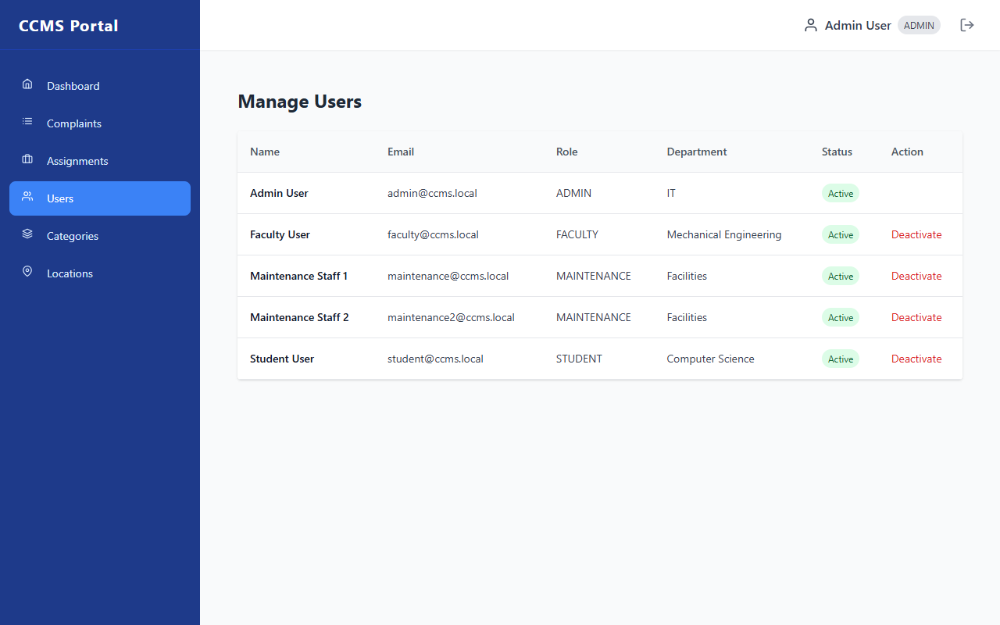 CCMS Portal
Admin User ADMIN
Dashboard
Complaints
Assignments
Users
Categories
Locations
Manage Users
Name Email Role Department Status Action
Admin User admin@ccms.local ADMIN IT Active
Faculty User faculty@ccms.local FACULTY Mechanical Engineering Active Deactivate
Maintenance Staff 1 maintenance@ccms.local MAINTENANCE Facilities Active Deactivate
Maintenance Staff 2 maintenance2@ccms.local MAINTENANCE Facilities Active Deactivate
Student User student@ccms.local STUDENT Computer Science Active Deactivate